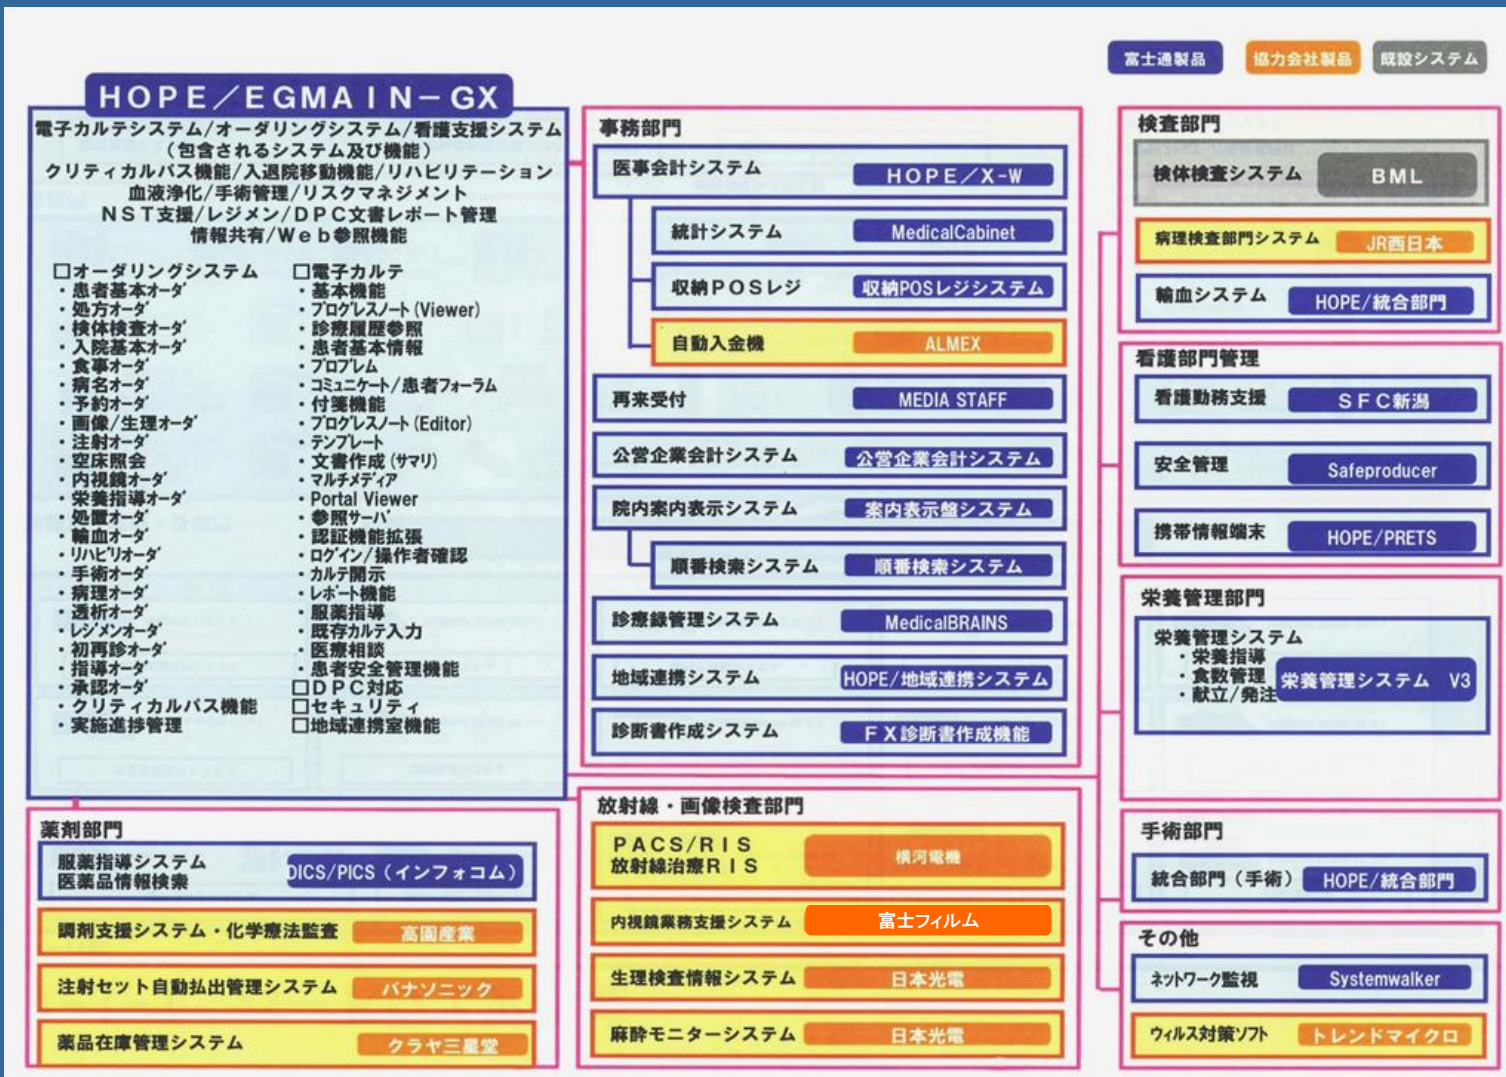 富士通製品
協力会社製品
既設システム
HOPE／EGMAIN－GX
電子カルテシステム/オーダリングシステム/看護支援システム
(包含されるシステム及び機能)
クリティカルパス機能/入退院移動機能/リハビリテーション
血液浄化/手術管理/リスクマネジメント
NST支援/レジメン/DPC文書レポート管理
情報共有/Web参照機能
□オーダリングシステム
・患者基本オーダ
・処方オーダ
・検体検査オーダ
・入院基本オーダ
・食事オーダ
・病名オーダ
・予約オーダ
・画像/生理オーダ
・注射オーダ
・空床照会
・内視鏡オーダ
・栄養指導オーダ
・処置オーダ
・輸血オーダ
・リハビリオーダ
・手術オーダ
・病理オーダ
・透析オーダ
・レジメンオーダ
・初再診オーダ
・指導オーダ
・承認オーダ
・クリティカルパス機能
・実施進捗管理
□電子カルテ
・基本機能
・プログレスノート(Viewer)
・診療履歴参照
・患者基本情報
・プロブレム
・コミュニケート/患者フォーラム
・付箋機能
・プログレスノート(Editor)
・テンプレート
・文書作成(サマリ)
・マルチメディア
・Portal Viewer
・参照サーバ
・認証機能拡張
・ログイン/操作者確認
・カルテ開示
・レポート機能
・服薬指導
・既存カルテ入力
・医療相談
・患者安全管理機能
□DPC対応
□セキュリティ
□地域連携室機能
事務部門
医事会計システム HOPE／X-W
統計システム MedicalCabinet
収納POSレジ 収納POSレジシステム
自動入金機 ALMEX
再来受付 MEDIA STAFF
公営企業会計システム 公営企業会計システム
院内案内表示システム 案内表示盤システム
順番検索システム 順番検索システム
診療録管理システム MedicalBRAINS
地域連携システム HOPE/地域連携システム
診断書作成システム FX診断書作成機能
検査部門
検体検査システム BML
病理検査部門システム JR西日本
輸血システム HOPE/統合部門
看護部門管理
看護勤務支援 SFC新潟
安全管理 Safeproducer
携帯情報端末 HOPE/PRETS
栄養管理部門
栄養管理システム
・栄養指導
・食数管理
・献立/発注
栄養管理システム V3
薬剤部門
服薬指導システム
医薬品情報検索
DICS/PICS（インフォコム）
調剤支援システム・化学療法監査 高園産業
注射セット自動払出管理システム パナソニック
薬品在庫管理システム クラヤ三星堂
放射線・画像検査部門
PACS/RIS
放射線治療RIS
横河電機
内視鏡業務支援システム 富士フィルム
生理検査情報システム 日本光電
麻酔モニターシステム 日本光電
手術部門
統合部門（手術） HOPE/統合部門
その他
ネットワーク監視 Systemwalker
ウィルス対策ソフト トレンドマイクロ